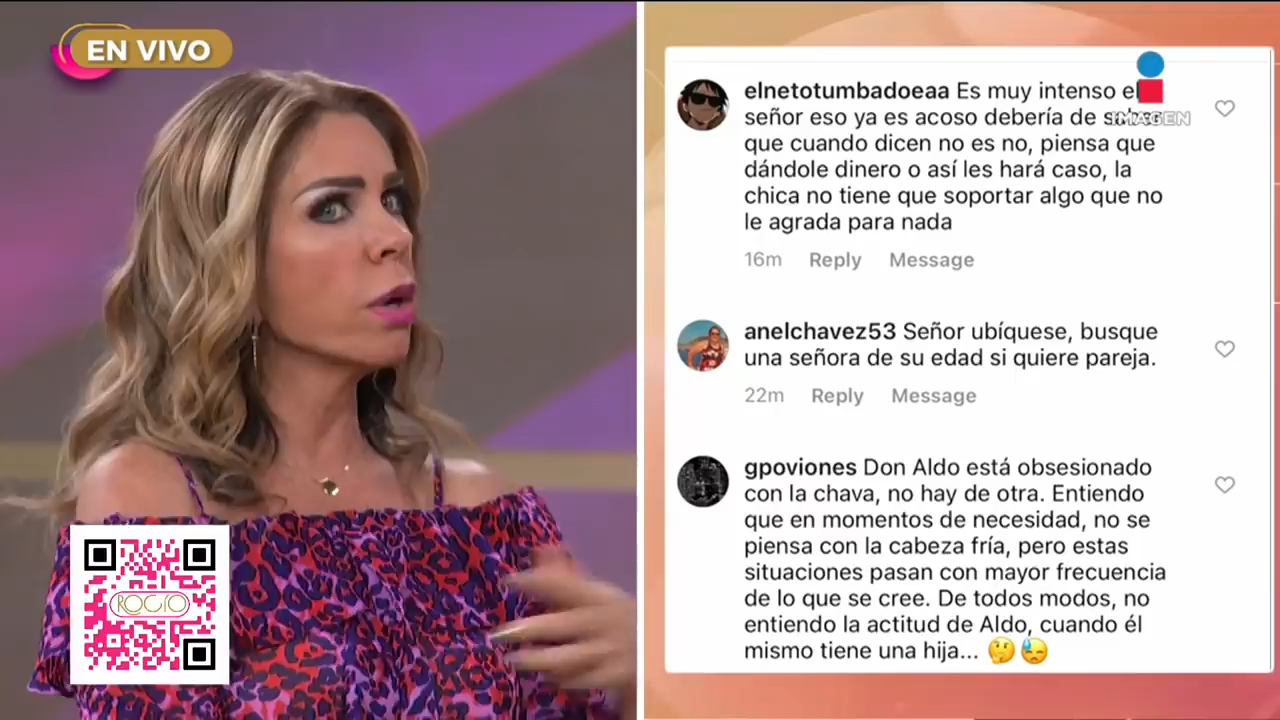 EN VIVO
ROCÍO
elnetotumbadoeaa Es muy intenso el
señor eso ya es acoso debería de saber
que cuando dicen no es no, piensa que
dándole dinero o así les hará caso, la
chica no tiene que soportar algo que no
le agrada para nada
16m Reply Message
IMAGEN
anelchavez53 Señor ubíquese, busque
una señora de su edad si quiere pareja.
22m Reply Message
gpoviones Don Aldo está obsesionado
con la chava, no hay de otra. Entiendo
que en momentos de necesidad, no se
piensa con la cabeza fría, pero estas
situaciones pasan con mayor frecuencia
de lo que se cree. De todos modos, no
entiendo la actitud de Aldo, cuando él
mismo tiene una hija... 🤔😓